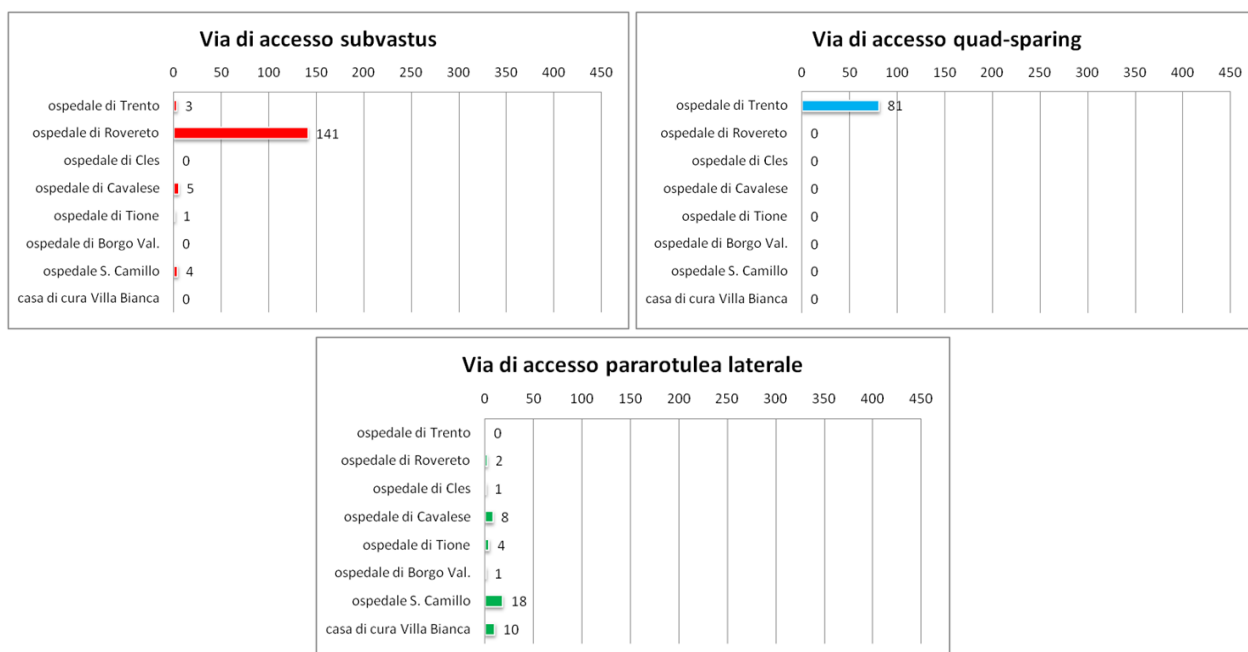 Via di accesso subvastus
0 50 100 150 200 250 300 350 400 450
ospedale di Trento 3
ospedale di Rovereto 141
ospedale di Cles 0
ospedale di Cavalese 5
ospedale di Tione 1
ospedale di Borgo Val. 0
ospedale S. Camillo 4
casa di cura Villa Bianca 0
Via di accesso quad-sparing
0 50 100 150 200 250 300 350 400 450
ospedale di Trento 81
ospedale di Rovereto 0
ospedale di Cles 0
ospedale di Cavalese 0
ospedale di Tione 0
ospedale di Borgo Val. 0
ospedale S. Camillo 0
casa di cura Villa Bianca 0
Via di accesso pararotulea laterale
0 50 100 150 200 250 300 350 400 450
ospedale di Trento 0
ospedale di Rovereto 2
ospedale di Cles 1
ospedale di Cavalese 8
ospedale di Tione 4
ospedale di Borgo Val. 1
ospedale S. Camillo 18
casa di cura Villa Bianca 10